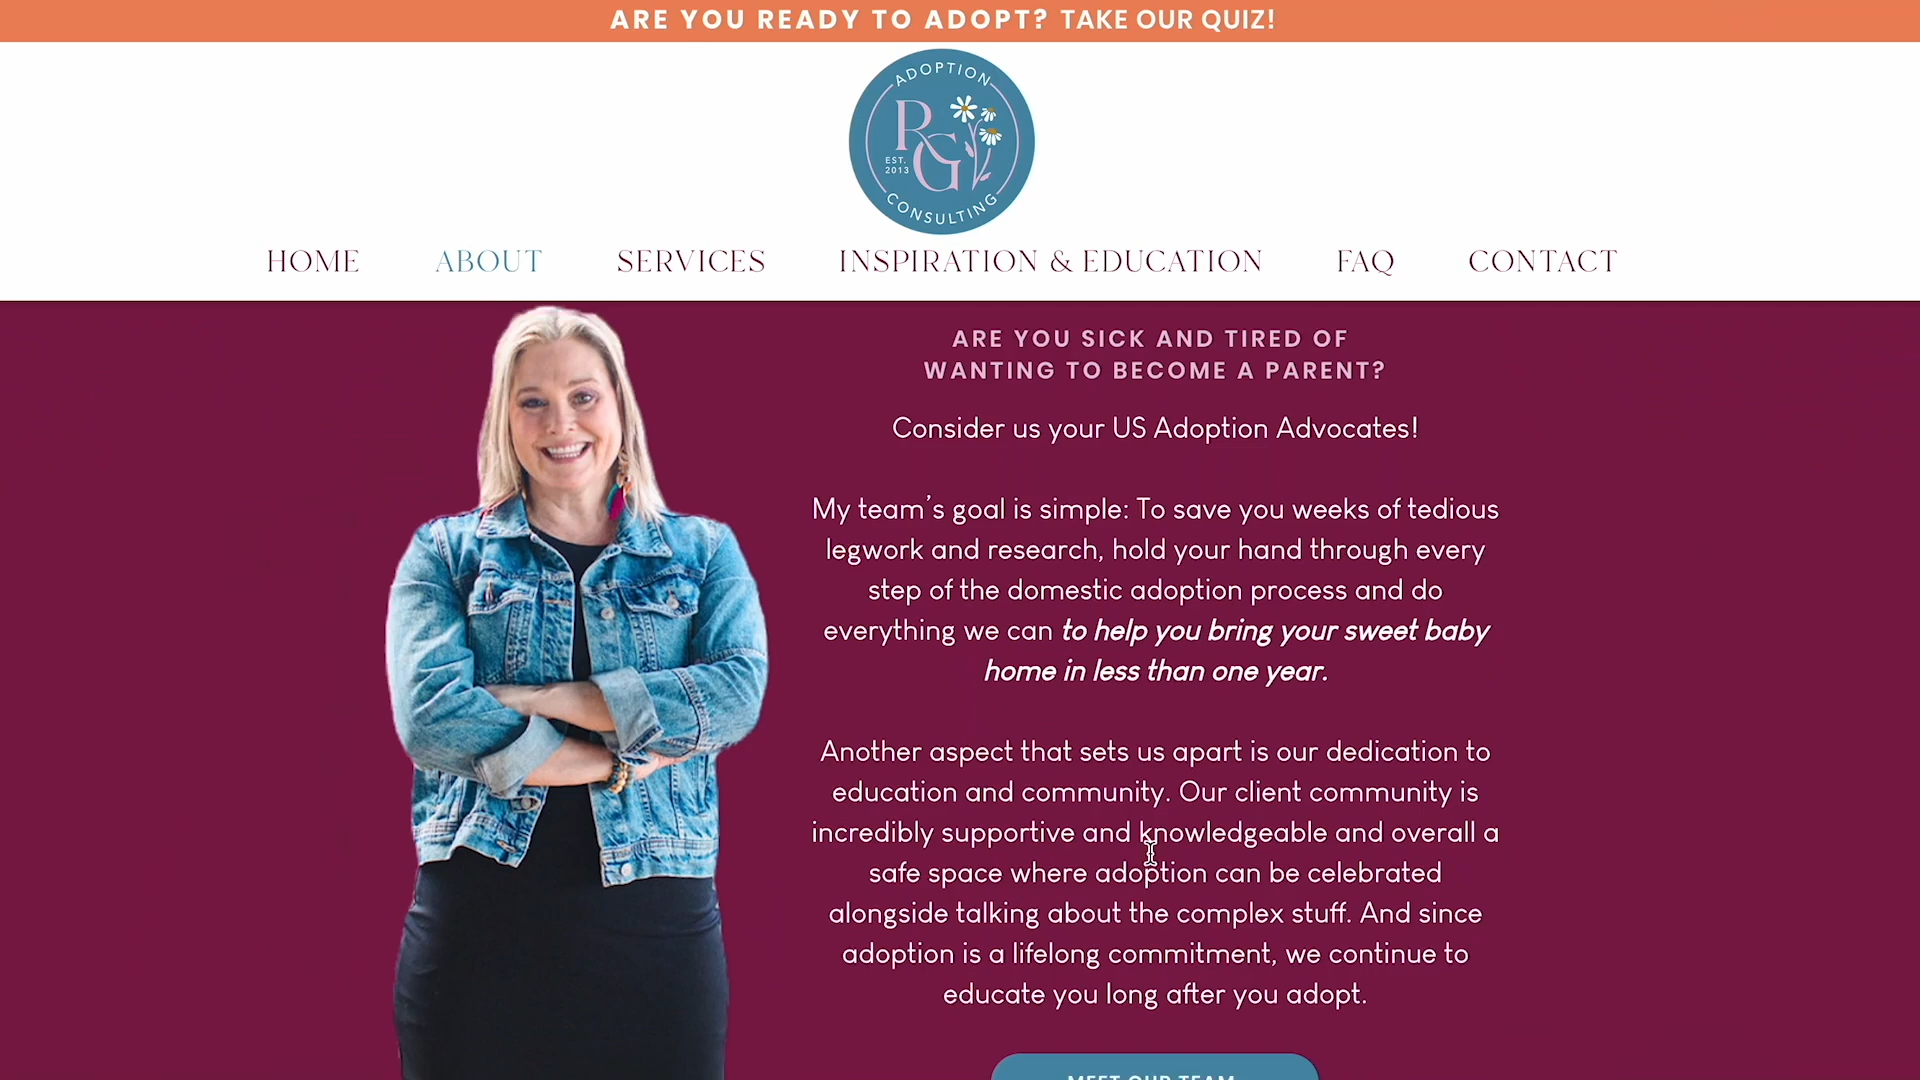 ARE YOU READY TO ADOPT? TAKE OUR QUIZ!
ADOPTION
RG
EST.
2013
CONSULTING
HOME ABOUT SERVICES INSPIRATION & EDUCATION FAQ CONTACT
ARE YOU SICK AND TIRED OF
WANTING TO BECOME A PARENT?
Consider us your US Adoption Advocates!
My team's goal is simple: To save you weeks of tedious
legwork and research, hold your hand through every
step of the domestic adoption process and do
everything we can to help you bring your sweet baby
home in less than one year.
Another aspect that sets us apart is our dedication to
education and community. Our client community is
incredibly supportive and knowledgeable and overall a
safe space where adoption can be celebrated
alongside talking about the complex stuff. And since
adoption is a lifelong commitment, we continue to
educate you long after you adopt.
MEET OUR TEAM